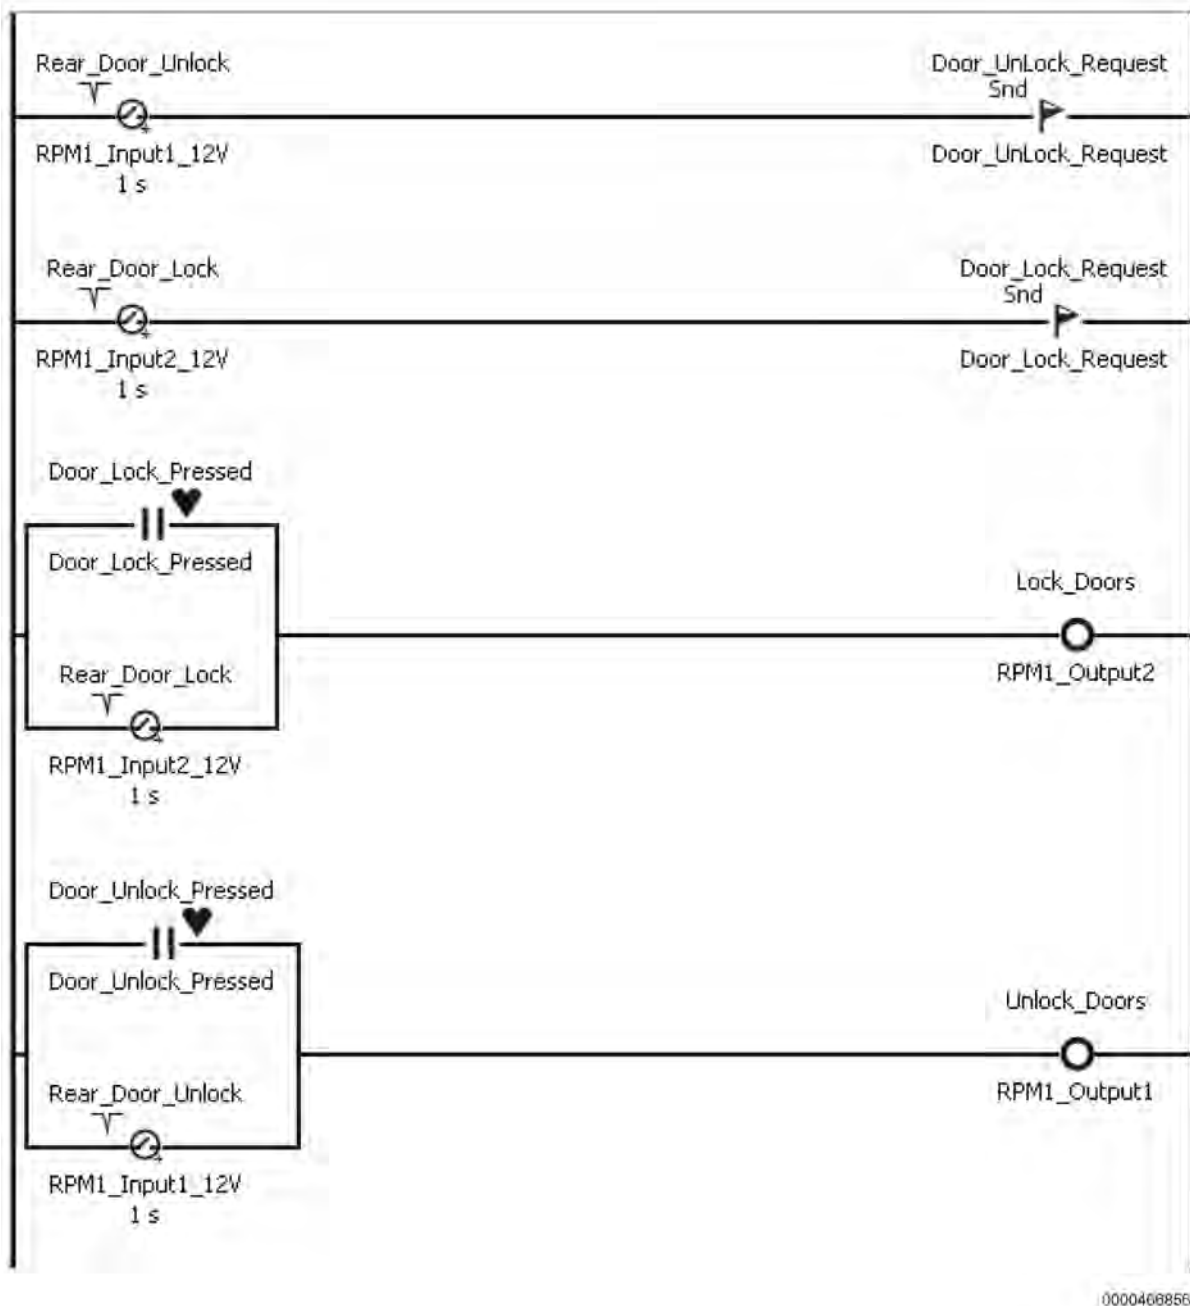 Rear_Door_Unlock
RPM1_Input1_12V
1 s
Door_UnLock_Request
Snd
Door_UnLock_Request
Rear_Door_Lock
RPM1_Input2_12V
1 s
Door_Lock_Request
Snd
Door_Lock_Request
Door_Lock_Pressed
Door_Lock_Pressed
Rear_Door_Lock
RPM1_Input2_12V
1 s
Lock_Doors
RPM1_Output2
Door_Unlock_Pressed
Door_Unlock_Pressed
Rear_Door_Unlock
RPM1_Input1_12V
1 s
Unlock_Doors
RPM1_Output1
0000466856